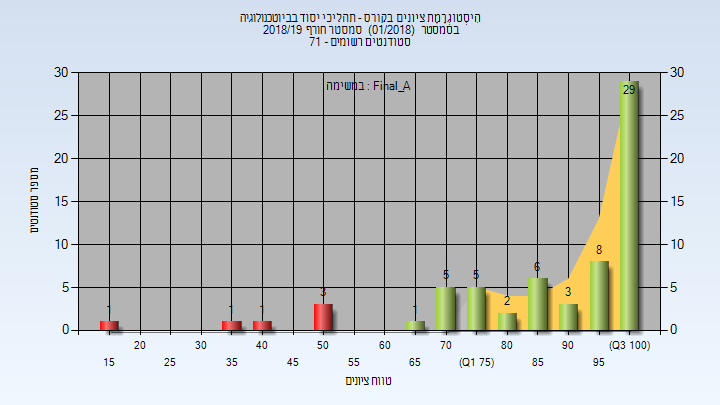 היסטוגרמת ציונים בקורס - תהליכי יסוד בביוטכנולוגיה
בסמסטר (01/2018) סמסטר חורף 2018/19
סטודנטים רשומים - 71
במשימה : Final_A
מספר סטודנטים
30 30
25 25
20 20
15 15
10 10
5 5
0 0
1 1 1 3 1 5 5 2 6 3 8 29
20 30 40 50 60 70 80 90 (Q3 100)
15 25 35 45 55 65 (Q1 75) 85 95
טווח ציונים